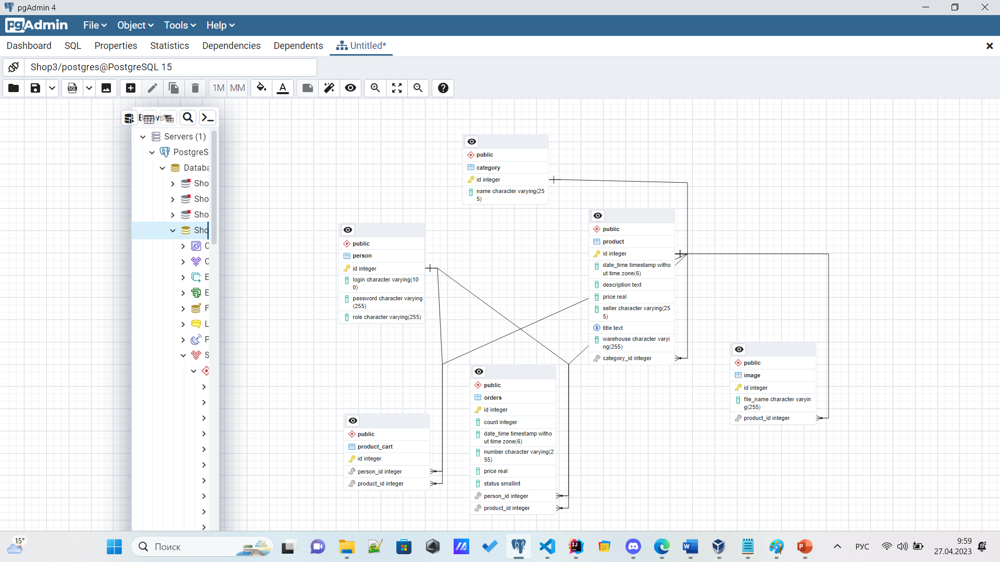 pgAdmin 4
pgAdmin File Object Tools Help
Dashboard SQL Properties Statistics Dependencies Dependents Untitled*
Shop3/postgres@PostgreSQL 15
SQL 1M MM A
Servers (1)
PostgreS
Databa
Sho
Sho
Sho
Sho
C
C
E
E
F
L
P
S
public
category
id integer
name character varying(25
5)
public
person
id integer
login character varying(10
0)
password character varying
(255)
role character varying(255)
public
product
id integer
date_time timestamp witho
ut time zone(6)
description text
price real
seller character varying(25
5)
title text
warehouse character varyi
ng(255)
category_id integer
public
image
id integer
file_name character varyin
g(255)
product_id integer
public
product_cart
id integer
person_id integer
product_id integer
public
orders
id integer
count integer
date_time timestamp witho
ut time zone(6)
number character varying(2
55)
price real
status smallint
person_id integer
product_id integer
15°
Поиск
РУС
9:59
27.04.2023